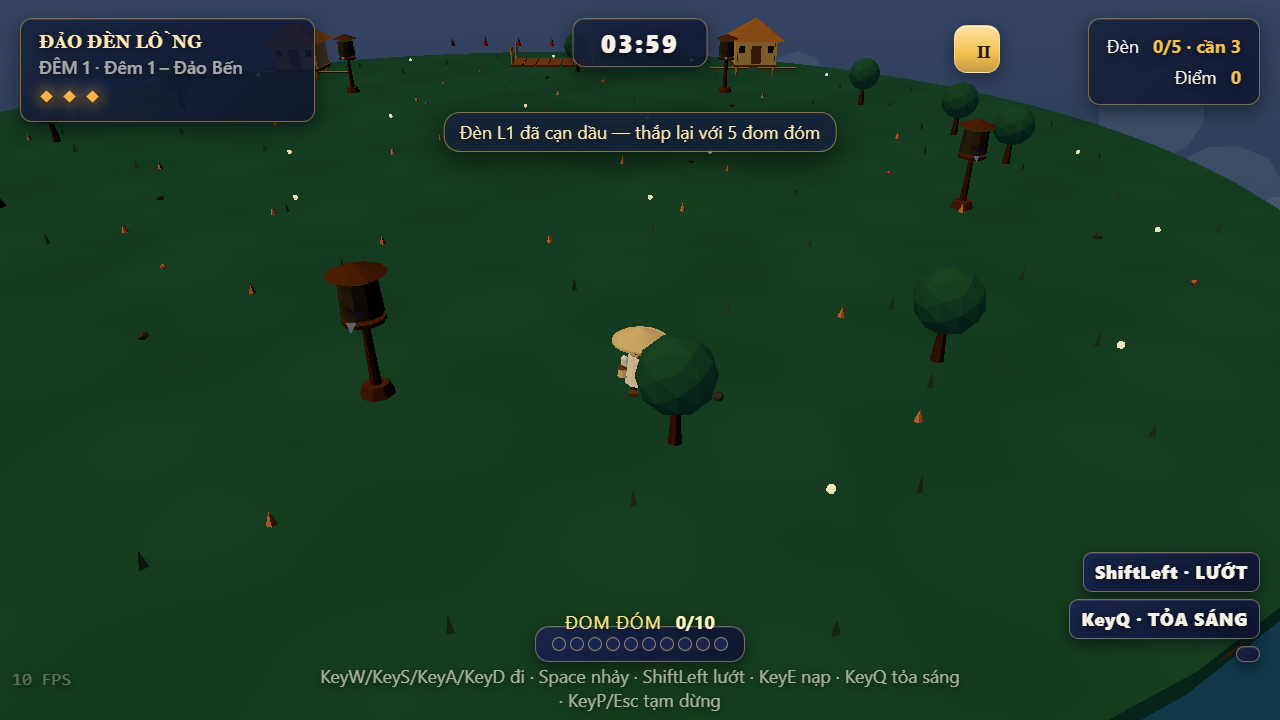 ĐẢO ĐÈN LỒNG
ĐÊM 1 · Đêm 1 – Đảo Bến
03:59
II
Đèn 0/5 · cần 3
Điểm 0
Đèn L1 đã cạn dầu — thắp lại với 5 đom đóm
ShiftLeft · LƯỚT
KeyQ · TỎA SÁNG
ĐOM ĐÓM 0/10
KeyW/KeyS/KeyA/KeyD đi · Space nhảy · ShiftLeft lướt · KeyE nạp · KeyQ tỏa sáng
· KeyP/Esc tạm dừng
10 FPS